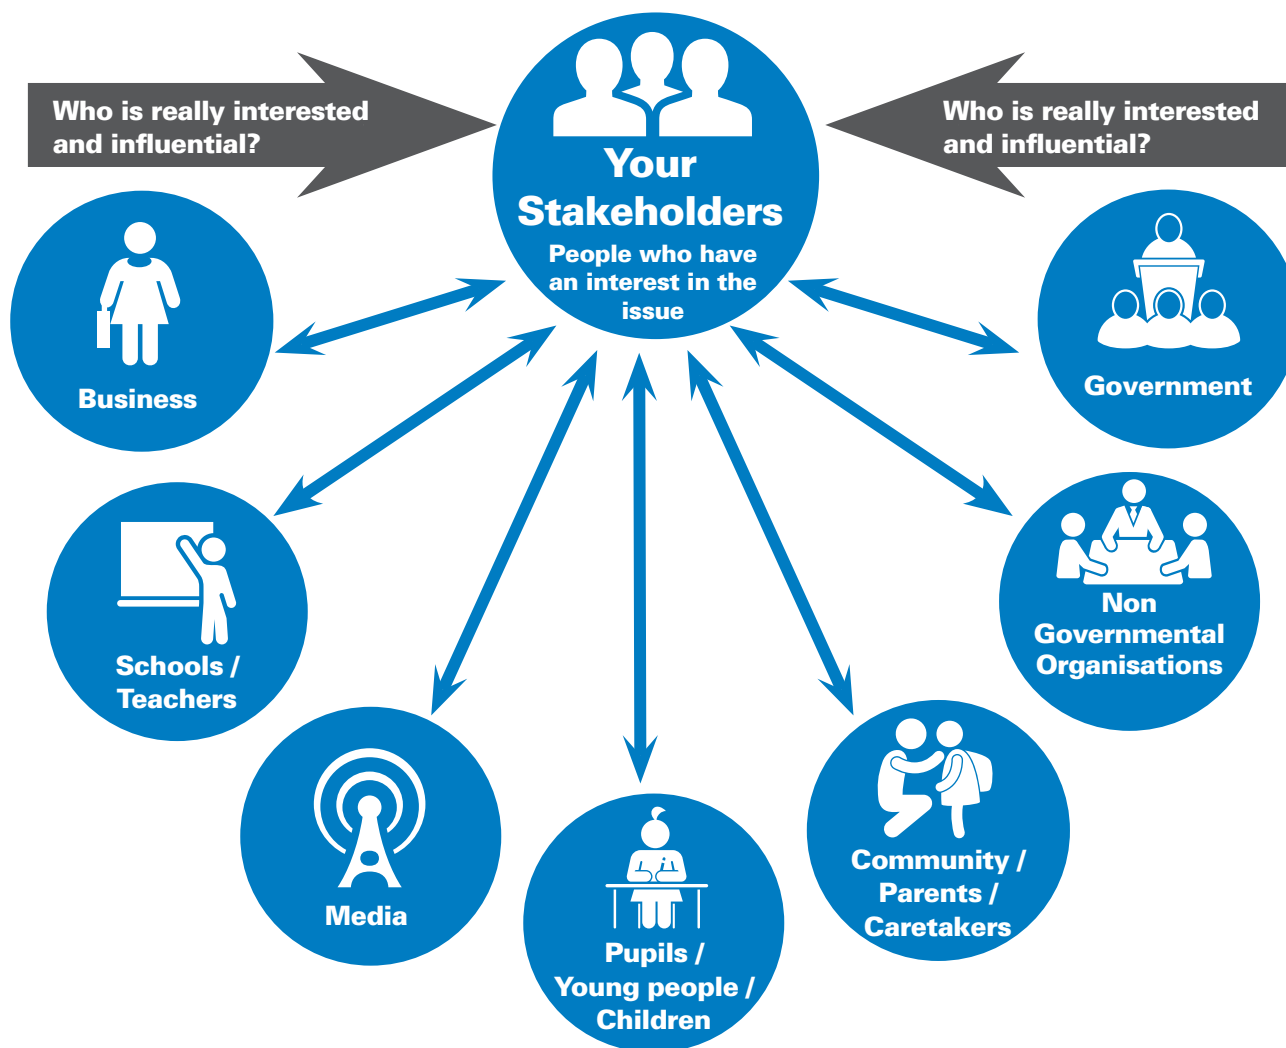 Who is really interested
and influential?
Your
Stakeholders
People who have
an interest in the
issue
Who is really interested
and influential?
Business
Government
Schools /
Teachers
Non
Governmental
Organisations
Media
Community /
Parents /
Caretakers
Pupils /
Young people /
Children